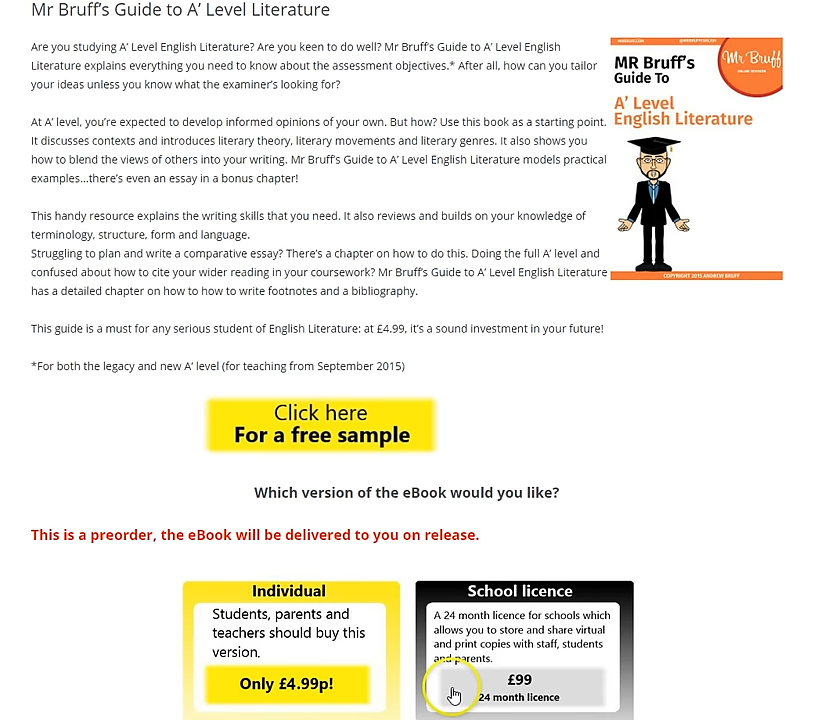 Mr Bruff's Guide to A' Level Literature
Are you studying A' Level English Literature? Are you keen to do well? Mr Bruff's Guide to A' Level English
Literature explains everything you need to know about the assessment objectives.* After all, how can you tailor
your ideas unless you know what the examiner's looking for?
At A' level, you're expected to develop informed opinions of your own. But how? Use this book as a starting point.
It discusses contexts and introduces literary theory, literary movements and literary genres. It also shows you
how to blend the views of others into your writing. Mr Bruff's Guide to A' Level English Literature models practical
examples...there's even an essay in a bonus chapter!
This handy resource explains the writing skills that you need. It also reviews and builds on your knowledge of
terminology, structure, form and language.
Struggling to plan and write a comparative essay? There's a chapter on how to do this. Doing the full A' level and
confused about how to cite your wider reading in your coursework? Mr Bruff's Guide to A' Level English Literature
has a detailed chapter on how to how to write footnotes and a bibliography.
This guide is a must for any serious student of English Literature: at £4.99, it's a sound investment in your future!
*For both the legacy and new A' level (for teaching from September 2015)
Mr Bruff
MR Bruff's
Guide To
A' Level
English Literature
COPYRIGHT 2015 ANDREW BRUFF
Click here
For a free sample
Which version of the eBook would you like?
This is a preorder, the eBook will be delivered to you on release.
Individual
Students, parents and
teachers should buy this
version.
Only £4.99p!
School licence
A 24 month licence for schools which
allows you to store and share virtual
and print copies with staff, students
and parents.
£99
24 month licence